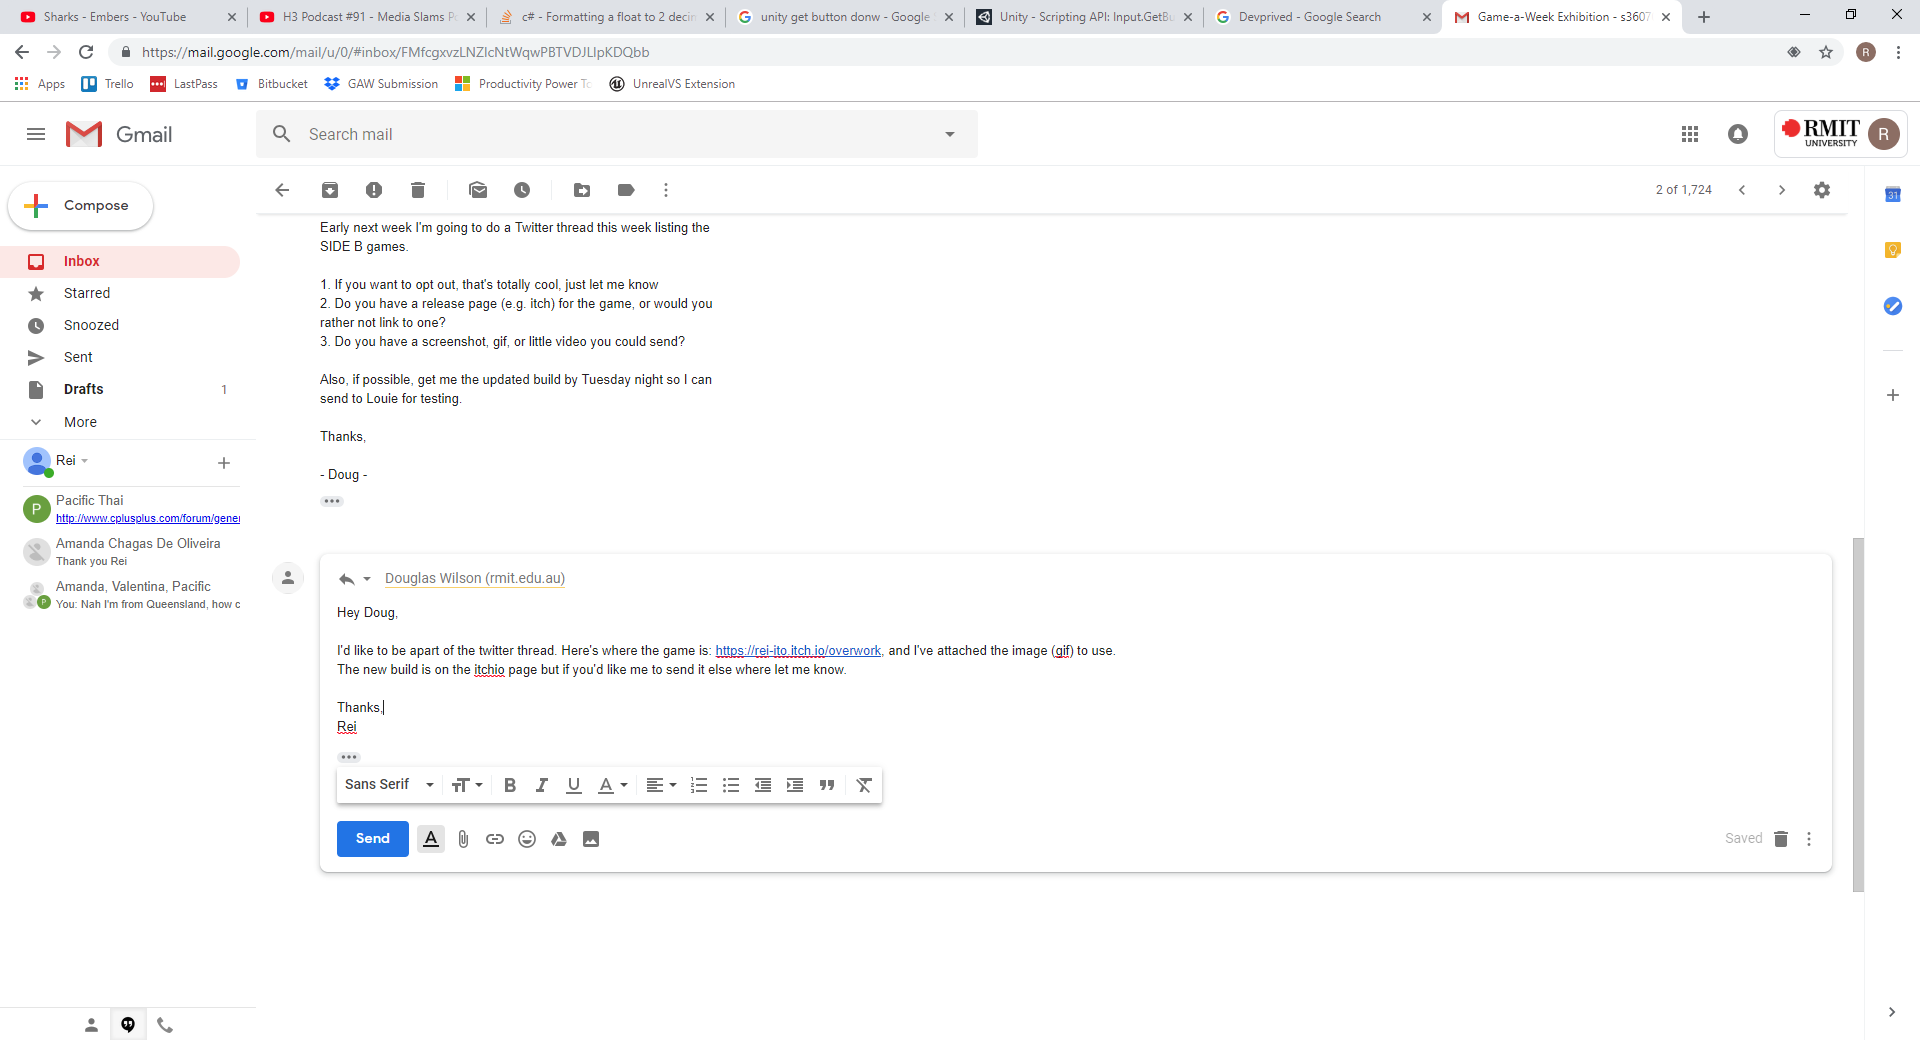 Sharks - Embers - YouTube
H3 Podcast #91 - Media Slams P
c# - Formatting a float to 2 decin
unity get button donw - Google
Unity - Scripting API: Input.GetBu
Devprived - Google Search
Game-a-Week Exhibition - s3607
https://mail.google.com/mail/u/0/#inbox/FMfcgxvzLNZlcNtWqwPBTVDJLlpKDQbb
R
Apps
Trello
LastPass
Bitbucket
GAW Submission
Productivity Power To
UnrealVS Extension
Gmail
Search mail
RMIT
UNIVERSITY
R
Compose
2 of 1,724
31
Inbox
Starred
Snoozed
Sent
Drafts 1
More
Rei
P
Pacific Thai
http://www.cplusplus.com/forum/gener
Amanda Chagas De Oliveira
Thank you Rei
Amanda, Valentina, Pacific
P
You: Nah I'm from Queensland, how c
Early next week I'm going to do a Twitter thread this week listing the
SIDE B games.
1. If you want to opt out, that's totally cool, just let me know
2. Do you have a release page (e.g. itch) for the game, or would you
rather not link to one?
3. Do you have a screenshot, gif, or little video you could send?
Also, if possible, get me the updated build by Tuesday night so I can
send to Louie for testing.
Thanks,
- Doug -
Douglas Wilson (rmit.edu.au)
Hey Doug,
I'd like to be apart of the twitter thread. Here's where the game is: https://rei-ito.itch.io/overwork, and I've attached the image (gif) to use.
The new build is on the itchio page but if you'd like me to send it else where let me know.
Thanks,
Rei
Sans Serif
Send
Saved